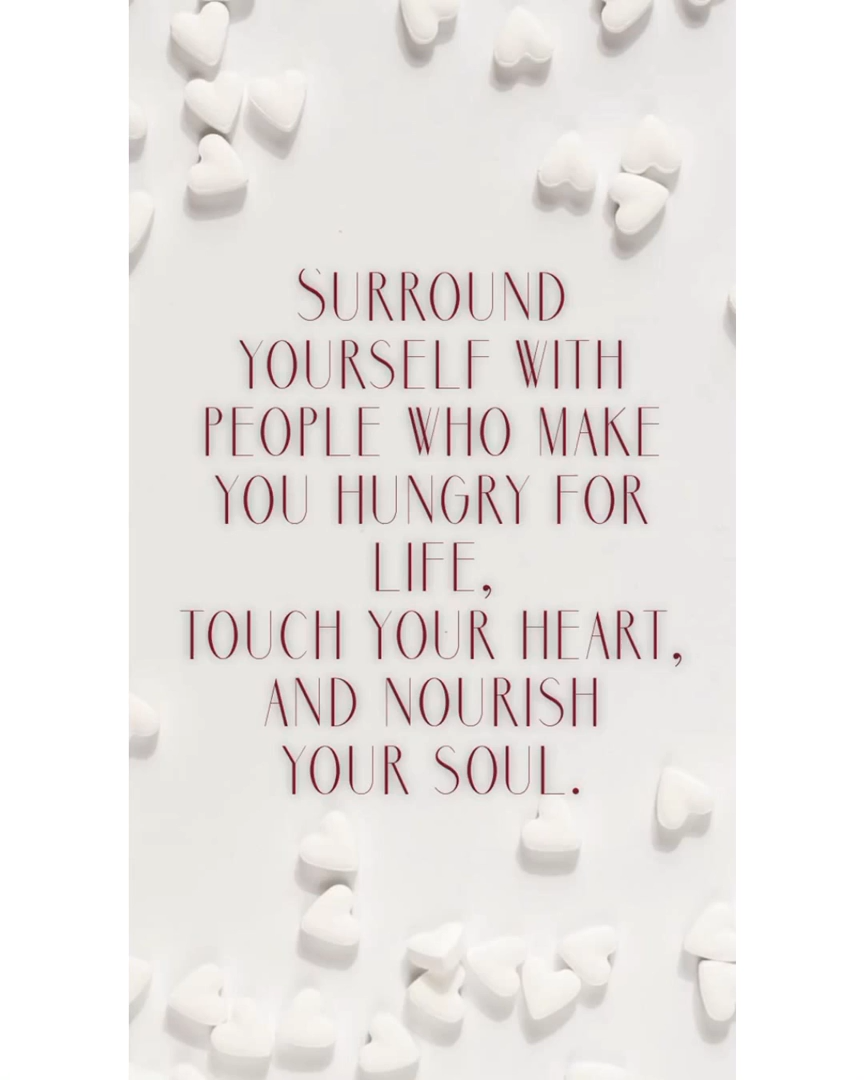 SURROUND
YOURSELF WITH
PEOPLE WHO MAKE
YOU HUNGRY FOR
LIFE,
TOUCH YOUR HEART,
AND NOURISH
YOUR SOUL.